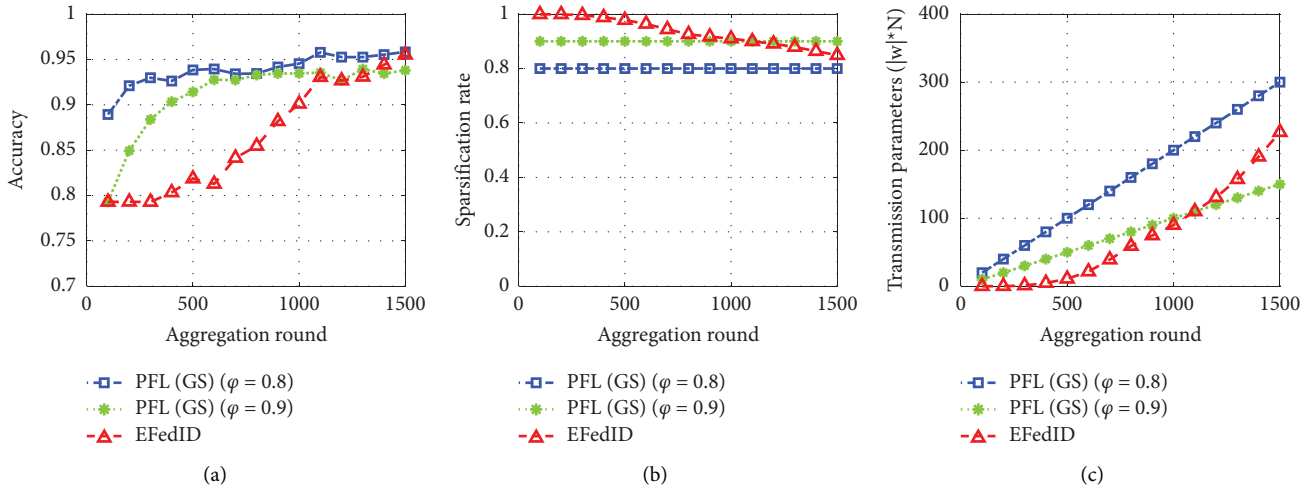 Accuracy
1
0.95
0.9
0.85
0.8
0.75
0.7
0
500
1000
1500
Aggregation round
PFL (GS) (φ = 0.8)
PFL (GS) (φ = 0.9)
EFedID
(a)
Sparsification rate
1
0.8
0.6
0.4
0.2
0
0
500
1000
1500
Aggregation round
PFL (GS) (φ = 0.8)
PFL (GS) (φ = 0.9)
EFedID
(b)
Transmission parameters (|w|*N)
400
300
200
100
0
0
500
1000
1500
Aggregation round
PFL (GS) (φ = 0.8)
PFL (GS) (φ = 0.9)
EFedID
(c)